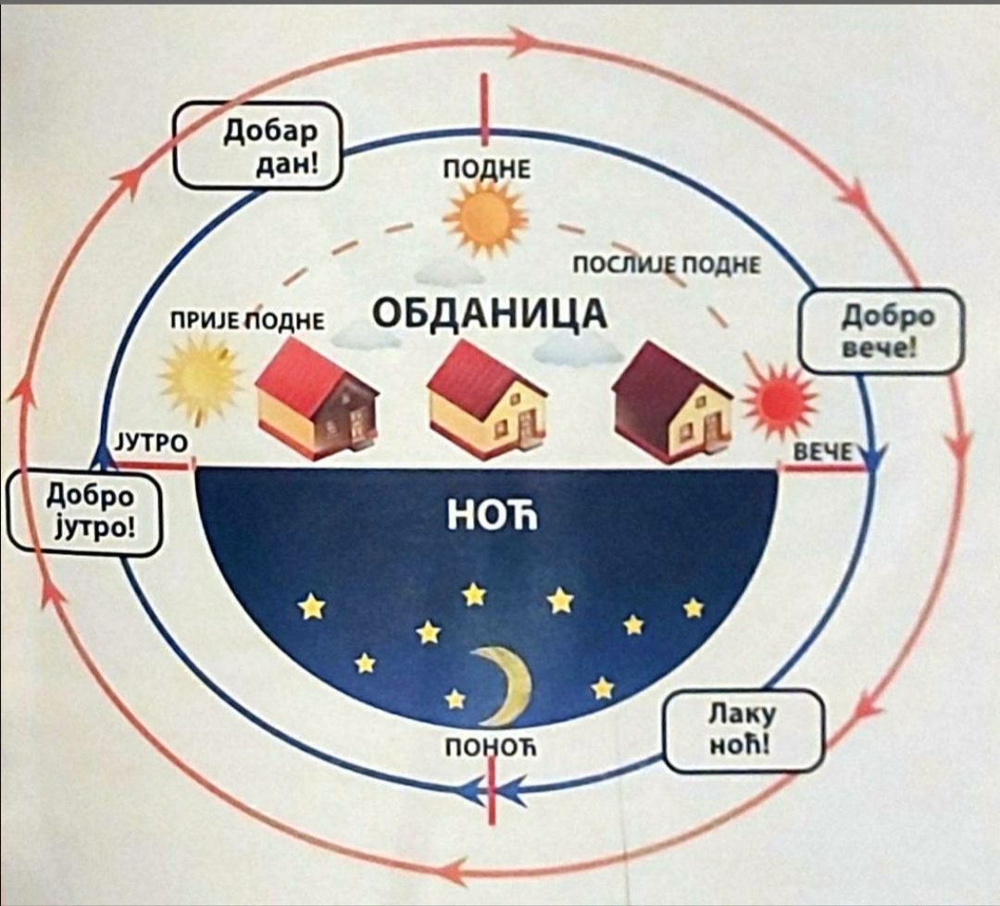 Добар
дан!
ПОДНЕ
ПОСЛИЈЕ ПОДНЕ
ПРИЈЕ ПОДНЕ
ОБДАНИЦА
Добро
вече!
ЈУТРО
ВЕЧЕ
Добро
јутро!
НОЋ
Лаку
ноћ!
ПОНОЋ